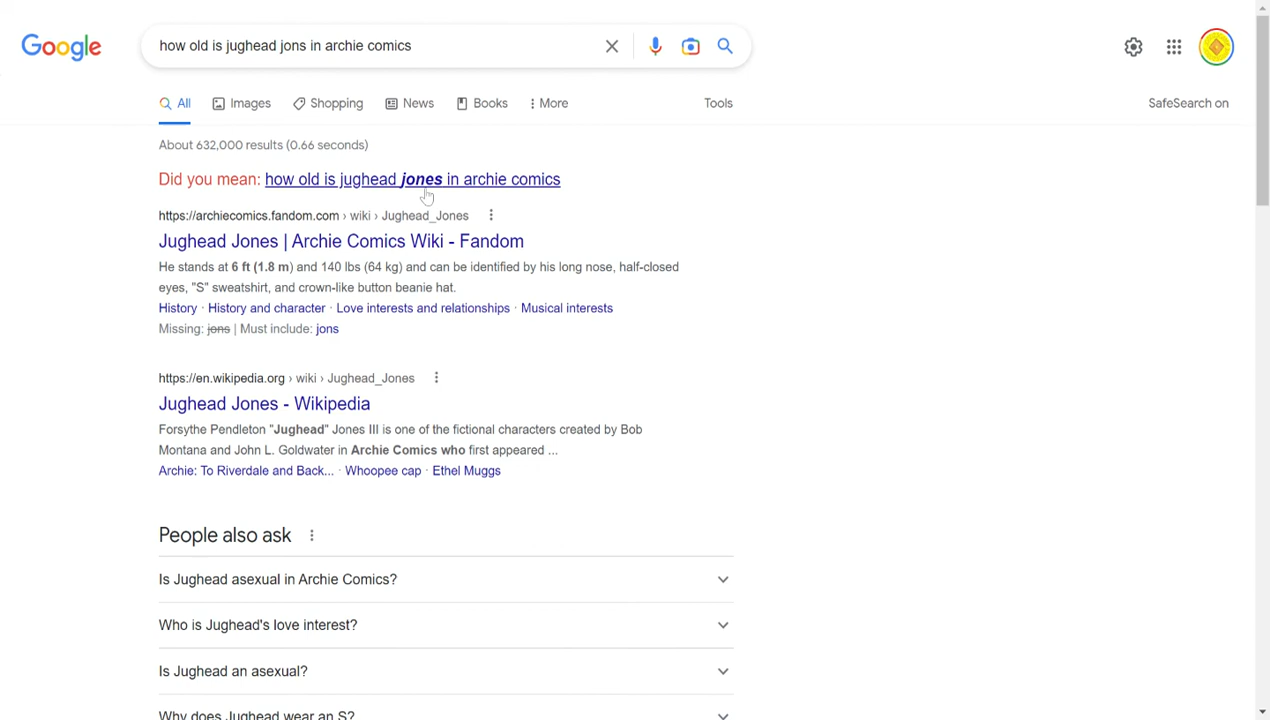 Google
how old is jughead jons in archie comics
All Images Shopping News Books More Tools SafeSearch on
About 632,000 results (0.66 seconds)
Did you mean: how old is jughead jones in archie comics
https://archiecomics.fandom.com › wiki › Jughead_Jones
Jughead Jones | Archie Comics Wiki - Fandom
He stands at 6 ft (1.8 m) and 140 lbs (64 kg) and can be identified by his long nose, half-closed
eyes, "S" sweatshirt, and crown-like button beanie hat.
History · History and character · Love interests and relationships · Musical interests
Missing: jons | Must include: jons
https://en.wikipedia.org › wiki › Jughead_Jones
Jughead Jones - Wikipedia
Forsythe Pendleton "Jughead" Jones III is one of the fictional characters created by Bob
Montana and John L. Goldwater in Archie Comics who first appeared ...
Archie: To Riverdale and Back... · Whoopee cap · Ethel Muggs
People also ask
Is Jughead asexual in Archie Comics?
Who is Jughead's love interest?
Is Jughead an asexual?
Why does Jughead wear an S?